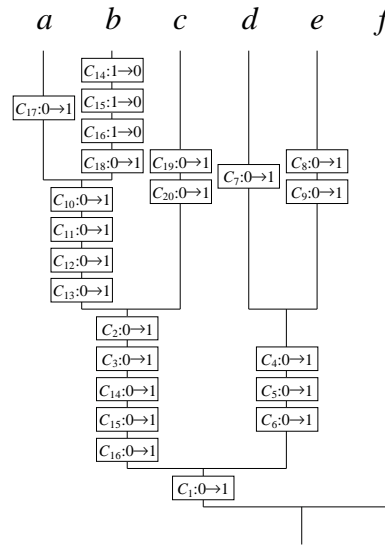 a b c d e f
C14:1→0
C15:1→0
C17:0→1
C16:1→0
C18:0→1 C19:0→1 C8:0→1
C7:0→1
C10:0→1 C20:0→1 C9:0→1
C11:0→1
C12:0→1
C13:0→1
C2:0→1
C3:0→1 C4:0→1
C14:0→1 C5:0→1
C15:0→1 C6:0→1
C16:0→1
C1:0→1